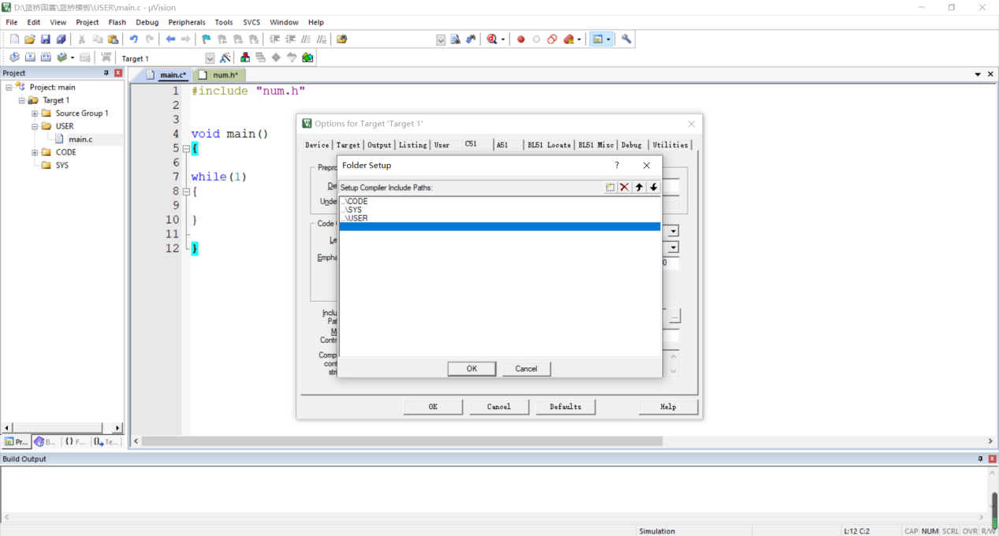 D:\蓝桥国赛\蓝桥模板\USER\main.c - µVision
File Edit View Project Flash Debug Peripherals Tools SVCS Window Help
LOAD
Target 1
Project
main.c*
num.h*
Project: main
Target 1
Source Group 1
USER
main.c
CODE
SYS
1 #include "num.h"
2
3
4 void main()
5 {
6
7 while(1)
8 {
9
10 }
11
12 }
Options for Target 'Target 1'
Device Target Output Listing User C51 A51 BL51 Locate BL51 Misc Debug Utilities
Prepro
De
Unde
Code
Le
Empha
0
Inclu
Pat
...
M
Contr
Comp
cont
str
Folder Setup
?
Setup Compiler Include Paths:
..\CODE
..\SYS
..\USER
OK Cancel
OK Cancel Defaults Help
Pr... B... {} F... Te...
Build Output
Simulation
L:12 C:2
CAP NUM SCRL OVR R/W